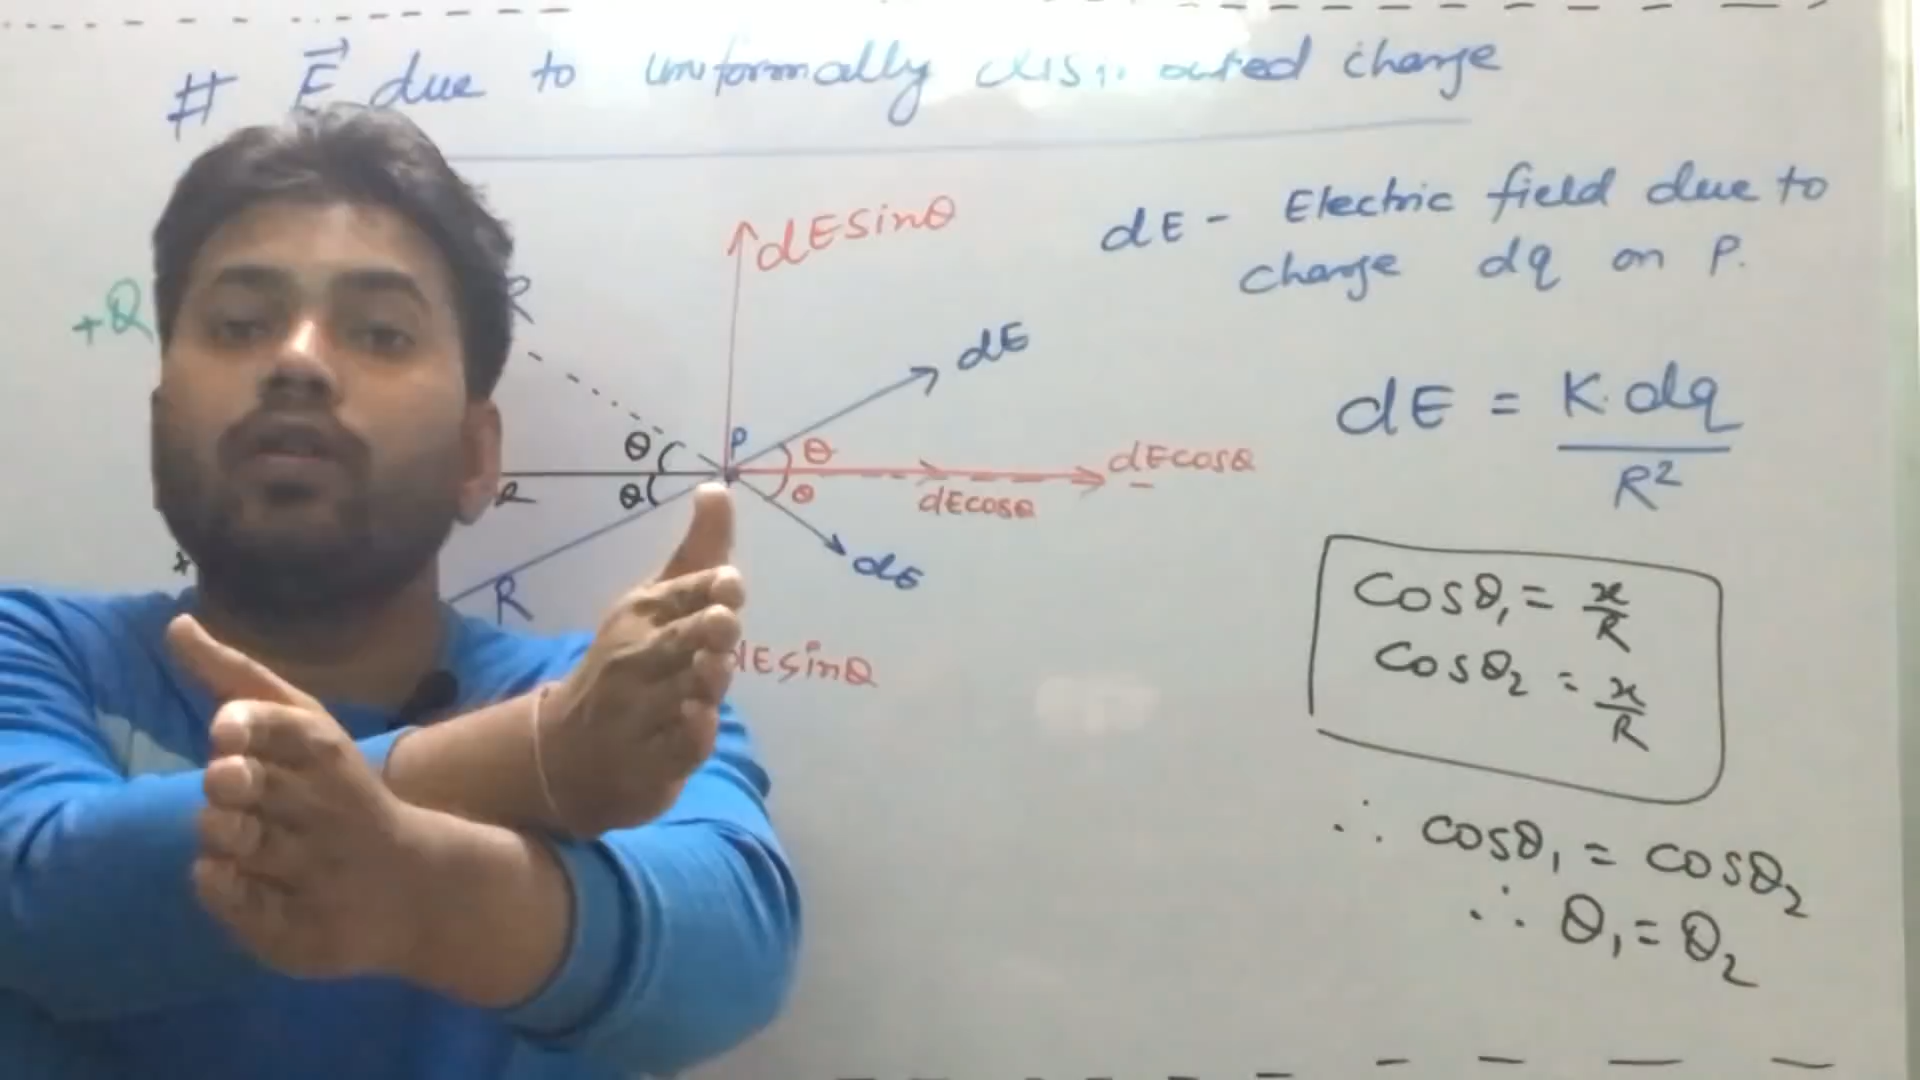 # E⃗ due to Uniformally charge
dE - Electric field due to
charge dq on P.
dE = K.dq / R²
Cosθ₁ = x/R
Cosθ₂ = x/R
∴ cosθ₁ = cosθ₂
∴ θ₁ = θ₂
+Q
R
dEsinθ
dE
P
θ
θ
dEcosθ
θ
θ
dEcosθ
r
dE
R
dEsinθ